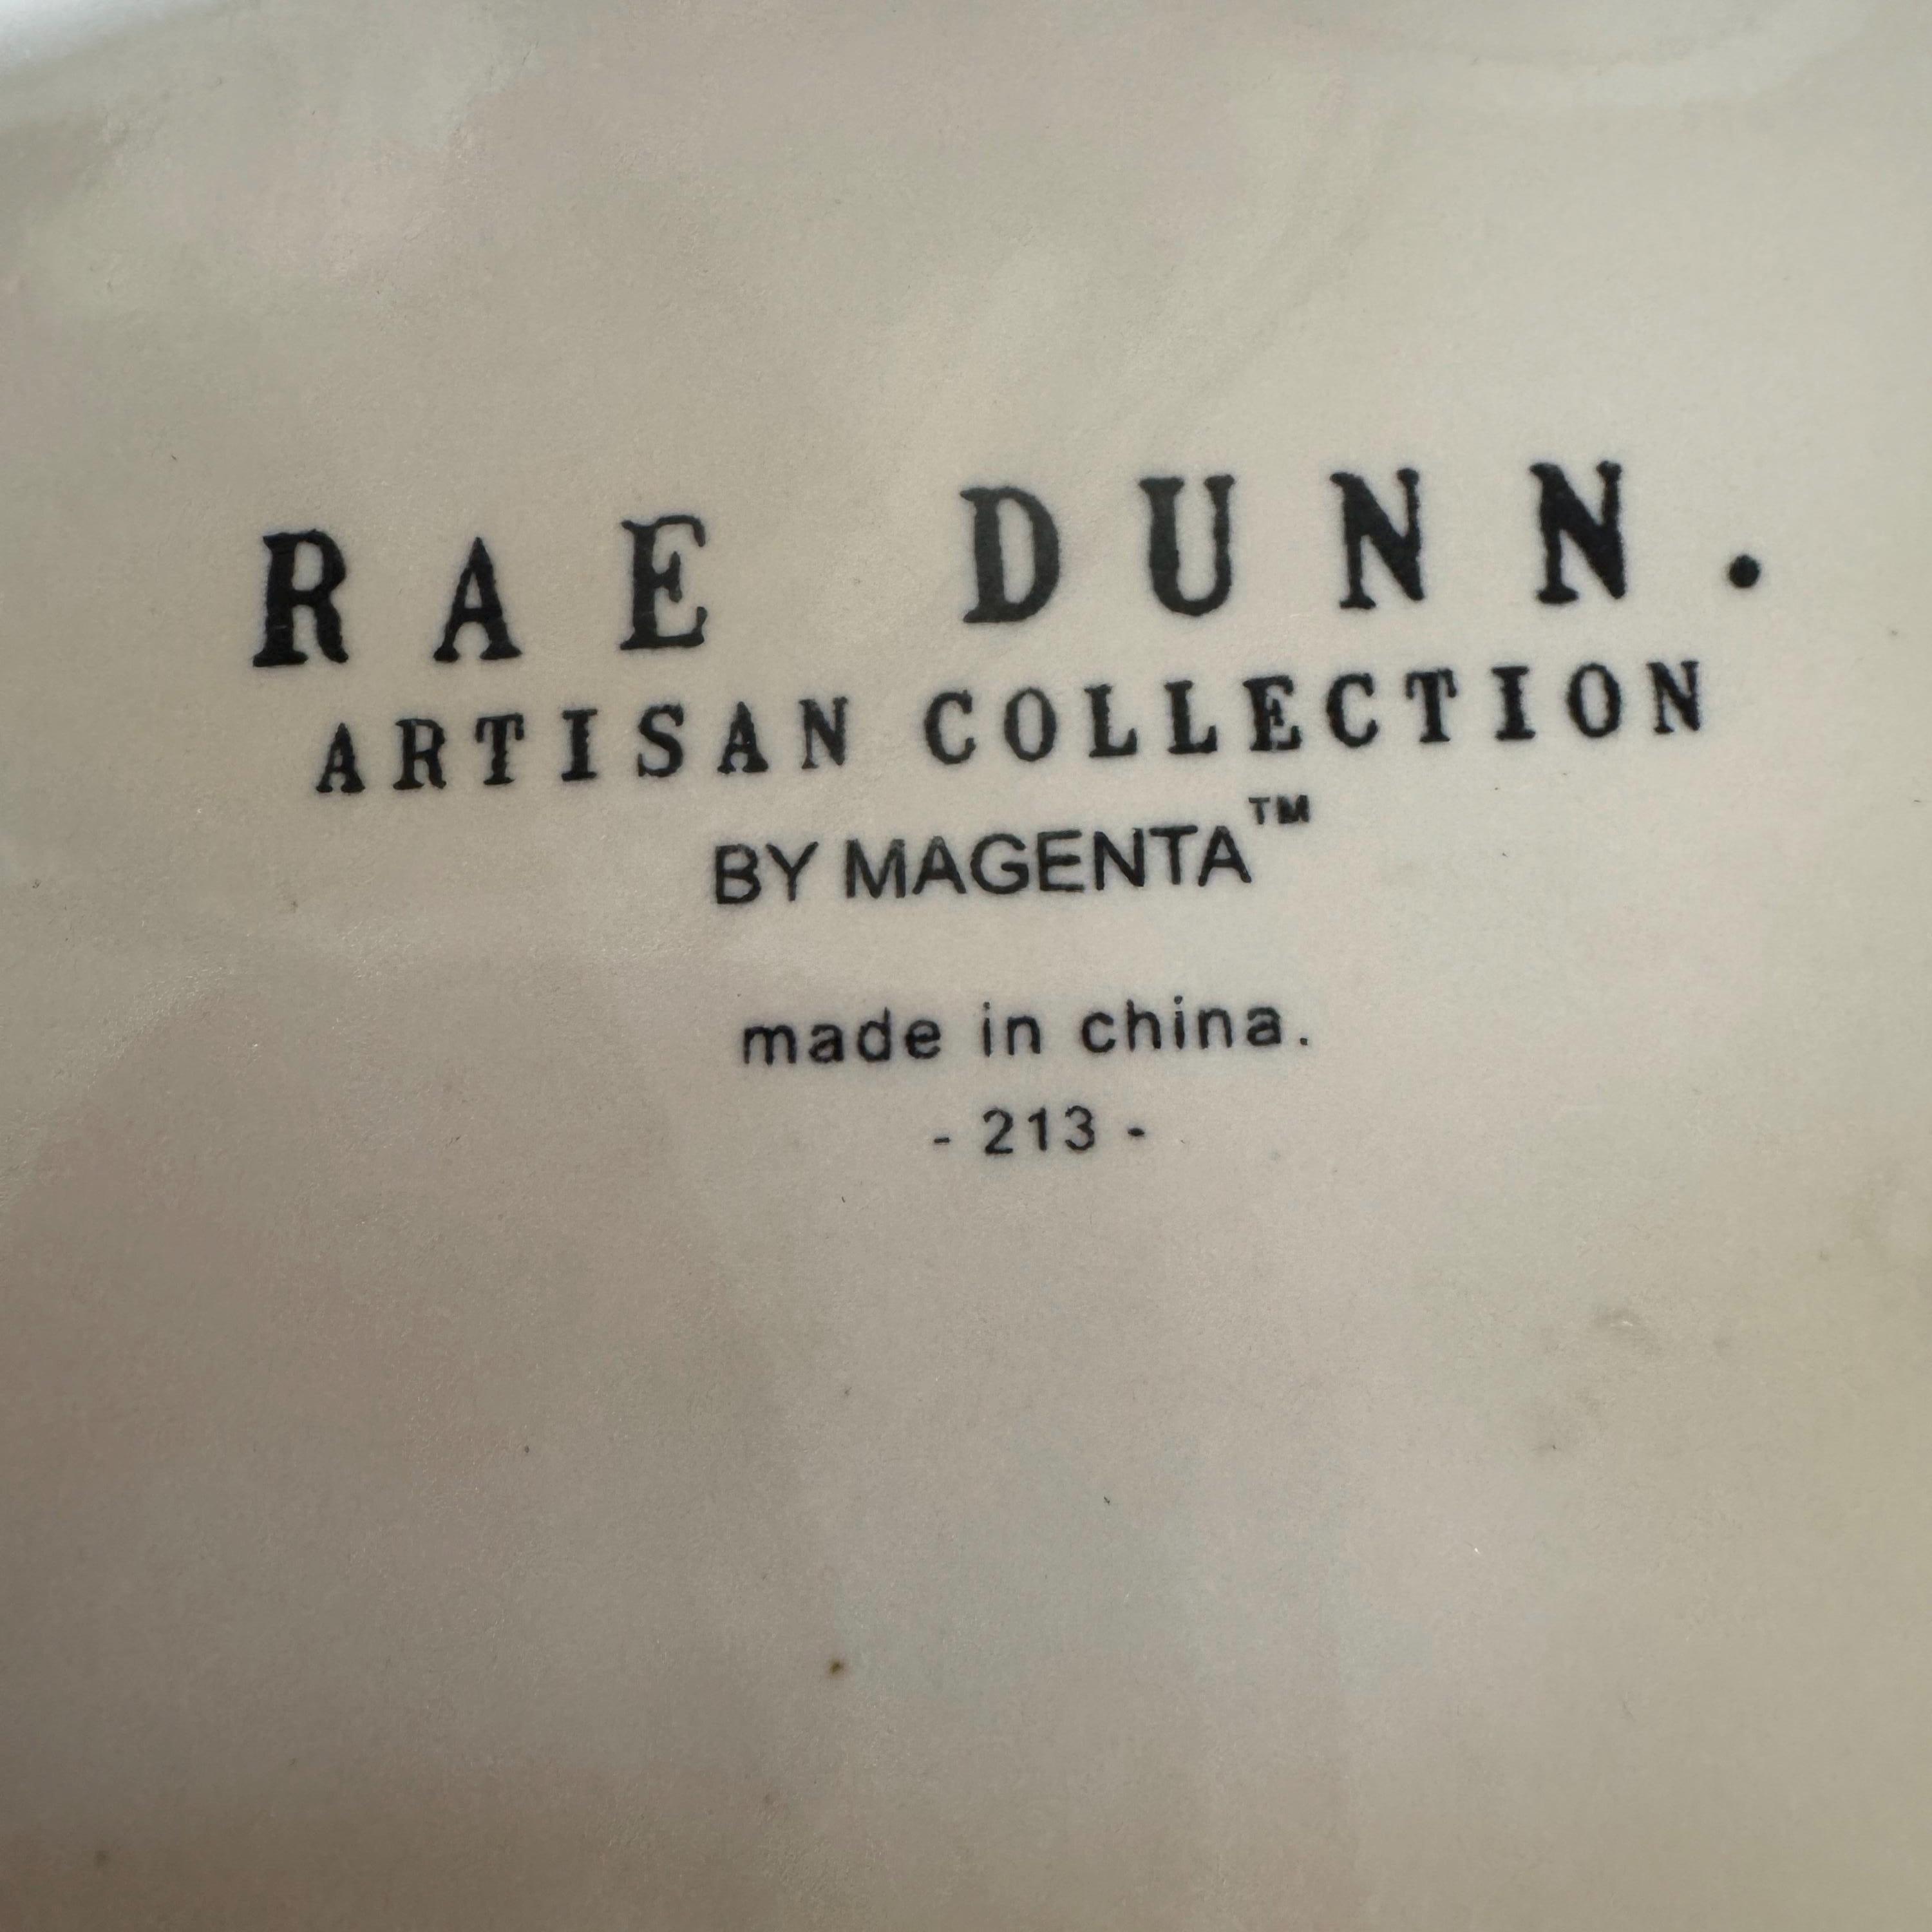 RAE DUNN.
ARTISAN COLLECTION
BY MAGENTA™
made in china.
- 213 -